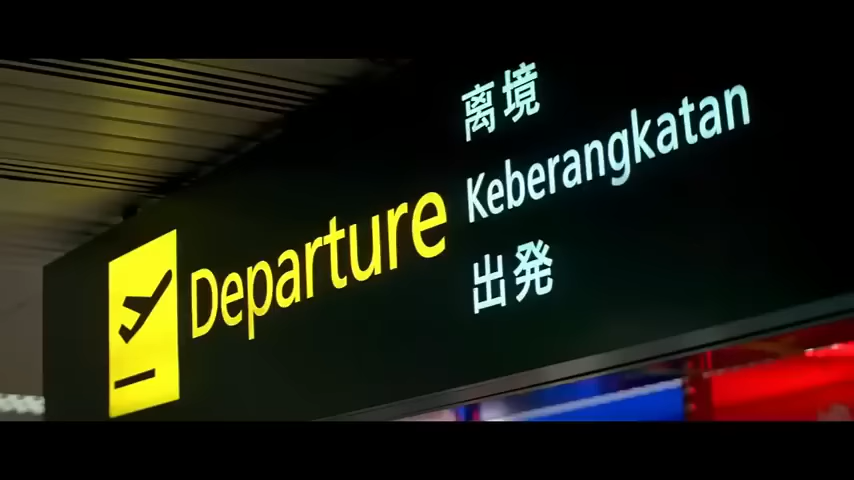 Departure
离境
Keberangkatan
出発